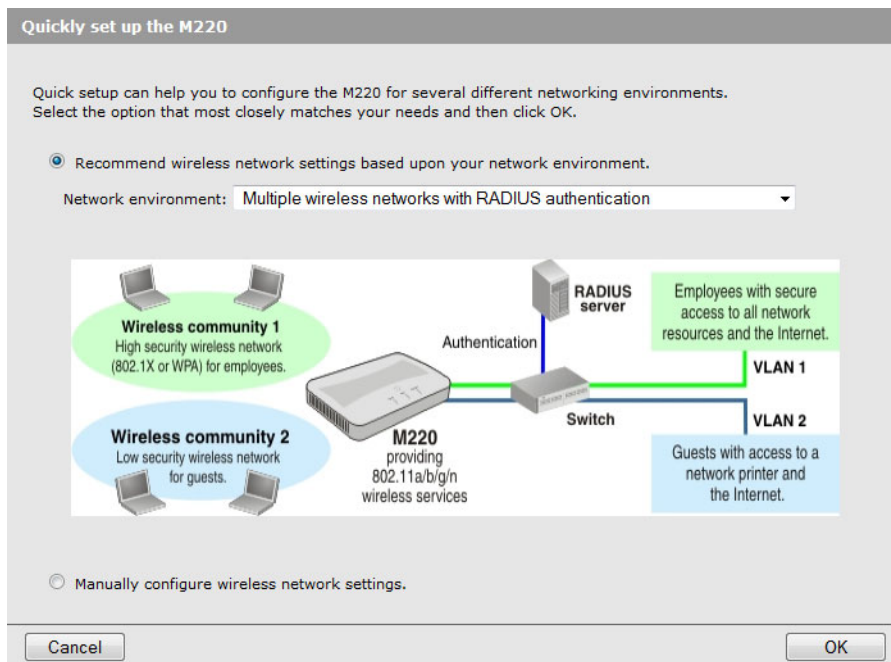 Quickly set up the M220
Quick setup can help you to configure the M220 for several different networking environments.
Select the option that most closely matches your needs and then click OK.
Recommend wireless network settings based upon your network environment.
Network environment: Multiple wireless networks with RADIUS authentication
Wireless community 1
High security wireless network
(802.1X or WPA) for employees.
Wireless community 2
Low security wireless network
for guests.
Authentication
M220
providing
802.11a/b/g/n
wireless services
RADIUS
server
Switch
Employees with secure
access to all network
resources and the Internet.
VLAN 1
VLAN 2
Guests with access to a
network printer and
the Internet.
Manually configure wireless network settings.
Cancel
OK